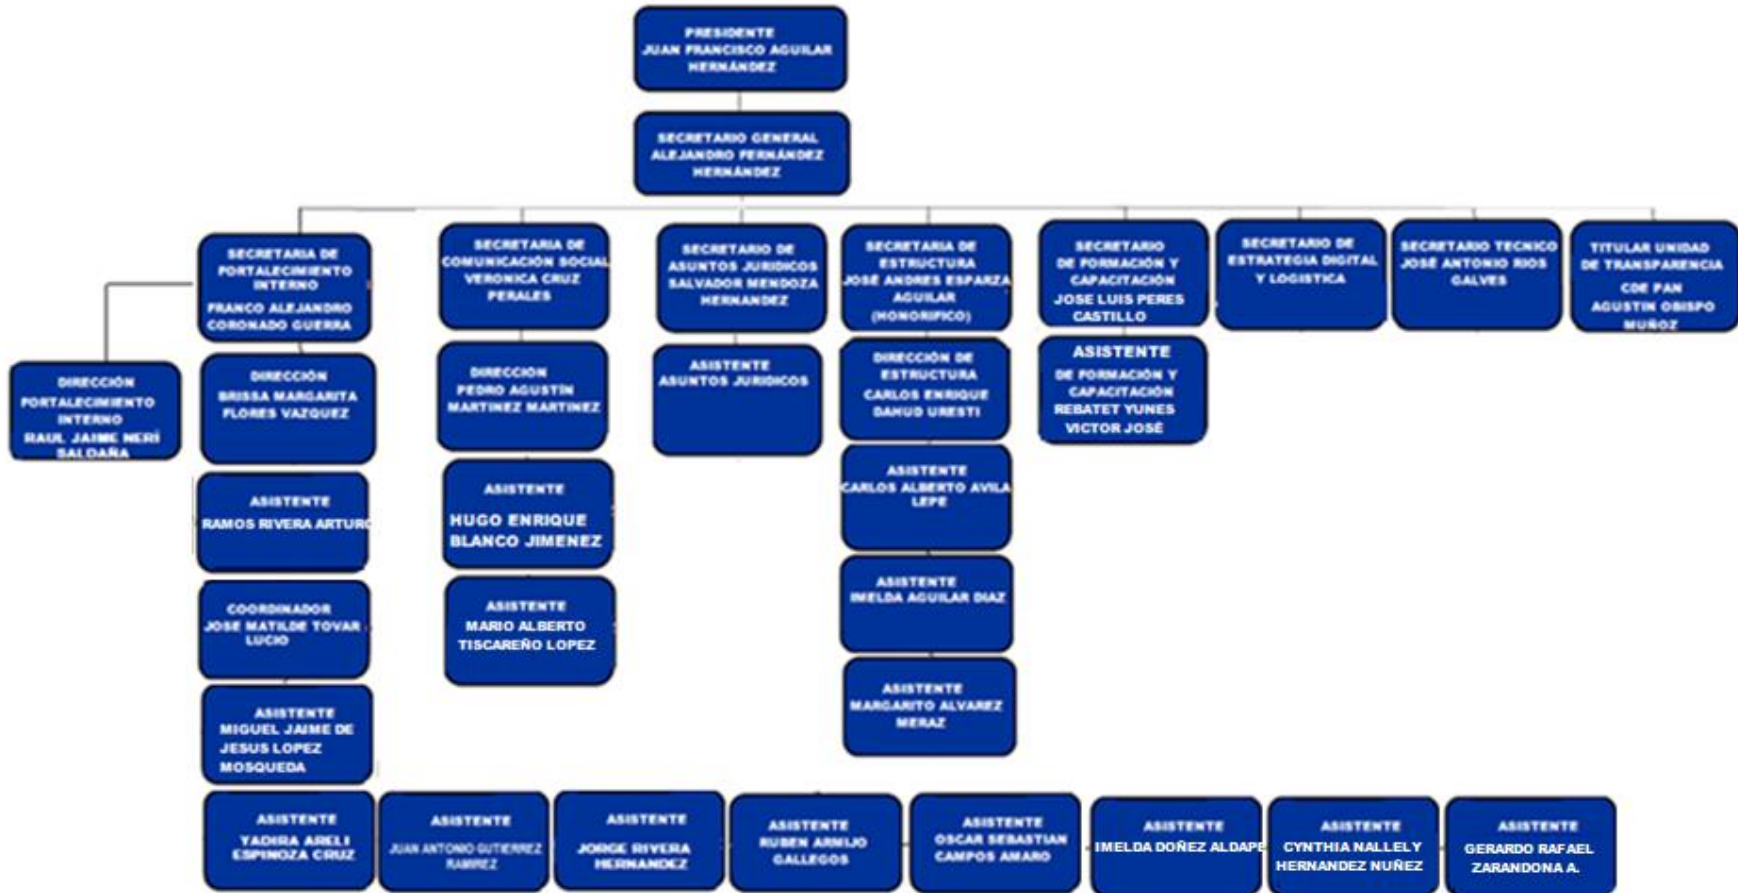 PRESIDENTE
JUAN FRANCISCO AGUILAR
HERNÁNDEZ
SECRETARIO GENERAL
ALEJANDRO FERNÁNDEZ
HERNÁNDEZ
SECRETARIA DE
FORTALECIMIENTO
INTERNO
FRANCO ALEJANDRO
CORONADO GUERRA
SECRETARIA DE
COMUNICACIÓN SOCIAL
VERONICA CRUZ
PERALES
SECRETARIO DE
ASUNTOS JURIDICOS
SALVADOR MENDOZA
HERNANDEZ
SECRETARIA DE
ESTRUCTURA
JOSÉ ANDRES ESPARZA
AGUILAR
(HONORIFICO)
SECRETARIO
DE FORMACIÓN Y
CAPACITACIÓN
JOSE LUIS PERES
CASTILLO
SECRETARIO DE
ESTRATEGIA DIGITAL
Y LOGISTICA
SECRETARIO TECNICO
JOSÉ ANTONIO RIOS
GALVES
TITULAR UNIDAD
DE TRANSPARENCIA
CDE PAN
AGUSTIN OBISPO
MUÑOZ
DIRECCIÓN
FORTALECIMIENTO
INTERNO
RAUL JAIME NERÍ
SALDAÑA
DIRECCIÓN
BRISSA MARGARITA
FLORES VAZQUEZ
DIRECCIÓN
PEDRO AGUSTÍN
MARTINEZ MARTINEZ
ASISTENTE
ASUNTOS JURIDICOS
DIRECCIÓN DE
ESTRUCTURA
CARLOS ENRIQUE
DAHUD URESTI
ASISTENTE
DE FORMACIÓN Y
CAPACITACIÓN
REBATET YUNES
VICTOR JOSÉ
ASISTENTE
RAMOS RIVERA ARTURO
ASISTENTE
HUGO ENRIQUE
BLANCO JIMENEZ
ASISTENTE
CARLOS ALBERTO AVILA
LEPE
COORDINADOR
JOSE MATILDE TOVAR
LUCIO
ASISTENTE
MARIO ALBERTO
TISCAREÑO LOPEZ
ASISTENTE
IMELDA AGUILAR DIAZ
ASISTENTE
MIGUEL JAIME DE
JESUS LOPEZ
MOSQUEDA
ASISTENTE
MARGARITO ALVAREZ
MERAZ
ASISTENTE
YADIRA ARELI
ESPINOZA CRUZ
ASISTENTE
JUAN ANTONIO GUTIERREZ
RAMIREZ
ASISTENTE
JORGE RIVERA
HERNANDEZ
ASISTENTE
RUBEN ARMIJO
GALLEGOS
ASISTENTE
OSCAR SEBASTIAN
CAMPOS AMARO
ASISTENTE
IMELDA DOÑEZ ALDAPE
ASISTENTE
CYNTHIA NALLELY
HERNANDEZ NUÑEZ
ASISTENTE
GERARDO RAFAEL
ZARANDONA A.